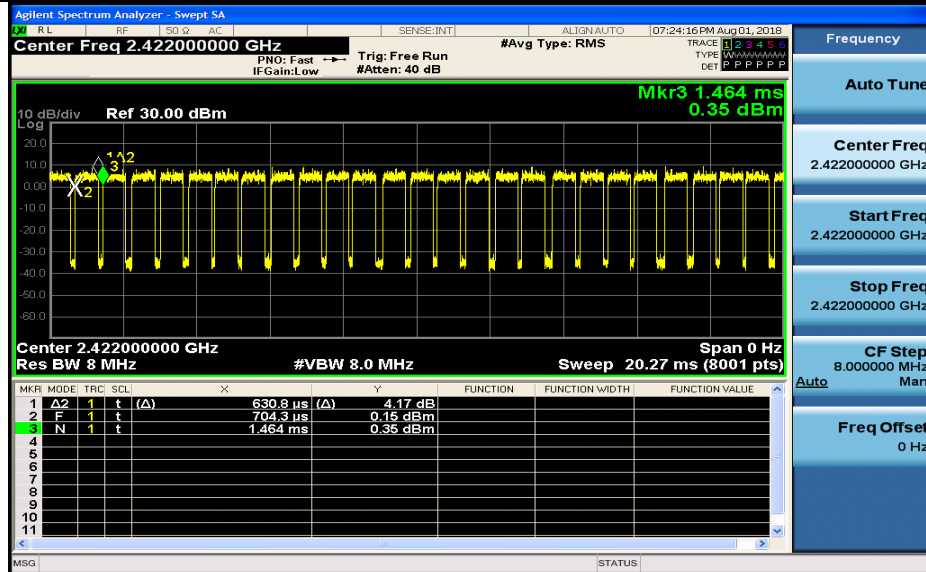 Agilent Spectrum Analyzer - Swept SA
LXI RL RF 50 Ω AC SENSE:INT ALIGN AUTO 07:24:16 PM Aug 01, 2018
Center Freq 2.422000000 GHz #Avg Type: RMS TRACE 1 2 3 4 5 6
PNO: Fast Trig: Free Run TYPE WWWWWW
IFGain:Low #Atten: 40 dB DET P P P P P P
Mkr3 1.464 ms
0.35 dBm
10 dB/div Ref 30.00 dBm
Log
20.0
10.0
0.00
-10.0
-20.0
-30.0
-40.0
-50.0
-60.0
1Δ2
3
2
Center 2.422000000 GHz Span 0 Hz
Res BW 8 MHz #VBW 8.0 MHz Sweep 20.27 ms (8001 pts)
MKR MODE TRC SCL X Y FUNCTION FUNCTION WIDTH FUNCTION VALUE
1 Δ2 1 t (Δ) 630.8 µs (Δ) 4.17 dB
2 F 1 t 704.3 µs 0.15 dBm
3 N 1 t 1.464 ms 0.35 dBm
4
5
6
7
8
9
10
11
MSG STATUS
Frequency
Auto Tune
Center Freq
2.422000000 GHz
Start Freq
2.422000000 GHz
Stop Freq
2.422000000 GHz
CF Step
8.000000 MHz
Auto Man
Freq Offset
0 Hz